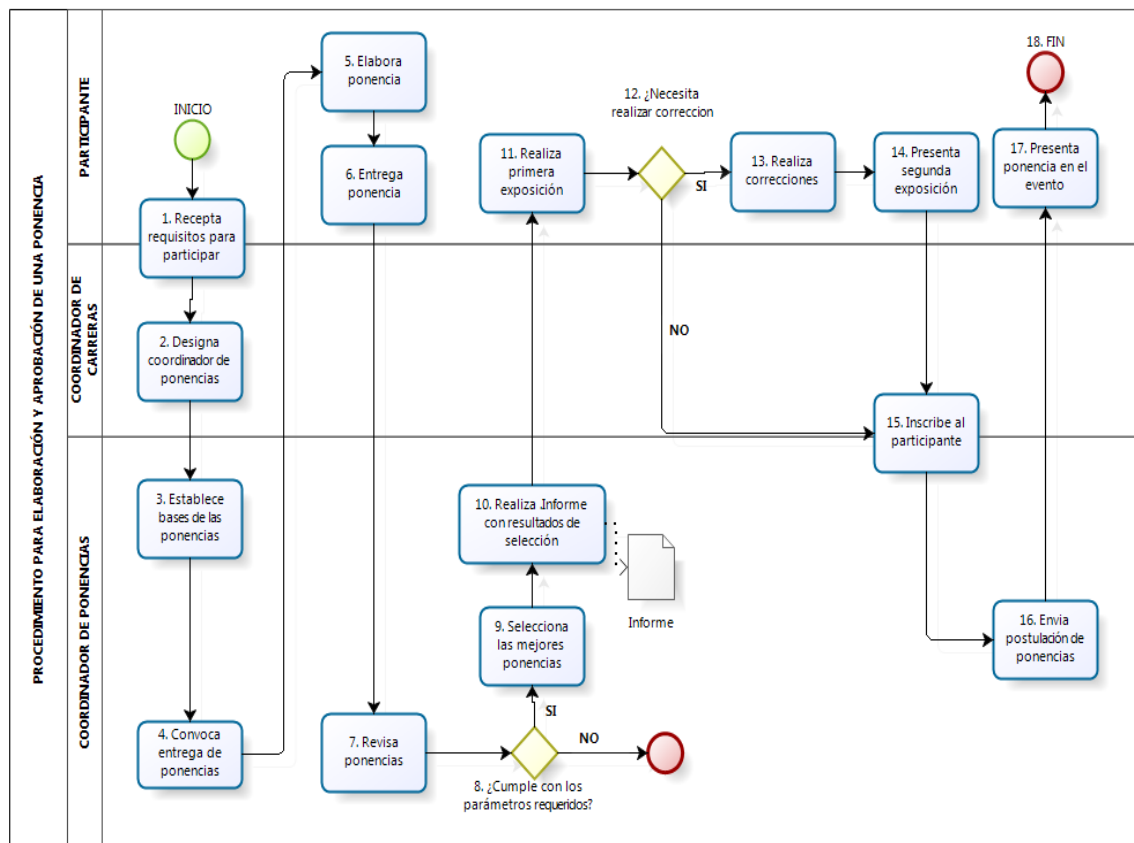 PROCEDIMIENTO PARA ELABORACIÓN Y APROBACIÓN DE UNA PONENCIA
PARTICIPANTE
INICIO
1. Recepta
requisitos para
participar
5. Elabora
ponencia
6. Entrega
ponencia
11. Realiza
primera
exposición
12. ¿Necesita
realizar correccion
SI
NO
13. Realiza
correcciones
14. Presenta
segunda
exposición
18. FIN
17. Presenta
ponencia en el
evento
COORDINADOR DE
CARRERAS
2. Designa
coordinador de
ponencias
15. Inscribe al
participante
COORDINADOR DE PONENCIAS
3. Establece
bases de las
ponencias
4. Convoca
entrega de
ponencias
7. Revisa
ponencias
8. ¿Cumple con los
parámetros requeridos?
SI
NO
9. Selecciona
las mejores
ponencias
10. Realiza .Informe
con resultados de
selección
Informe
16. Envia
postulación de
ponencias